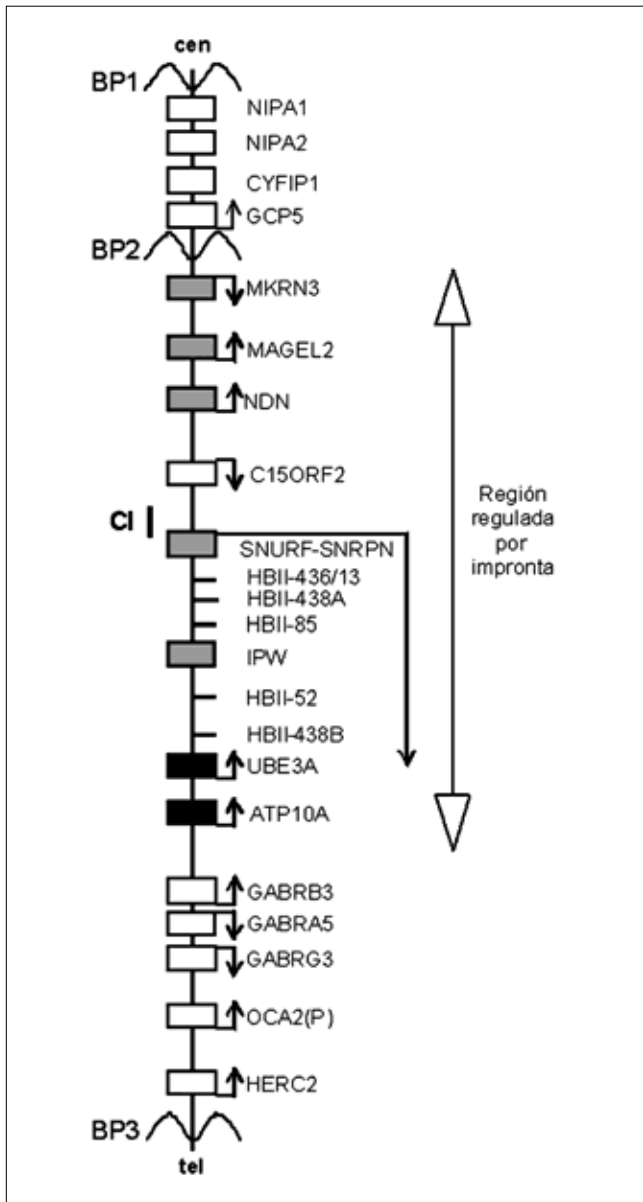 cen
BP1
NIPA1
NIPA2
CYFIP1
GCP5
BP2
MKRN3
MAGEL2
NDN
C15ORF2
CI
SNURF-SNRPN
HBII-436/13
HBII-438A
HBII-85
IPW
HBII-52
HBII-438B
UBE3A
ATP10A
Región
regulada
por
impronta
GABRB3
GABRA5
GABRG3
OCA2(P)
HERC2
BP3
tel